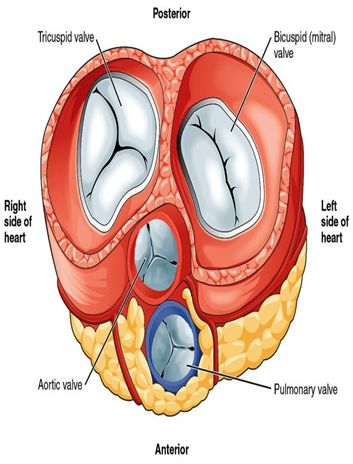 Posterior
Tricuspid valve
Bicuspid (mitral)
valve
Right
side of
heart
Left
side of
heart
Aortic valve
Pulmonary valve
Anterior